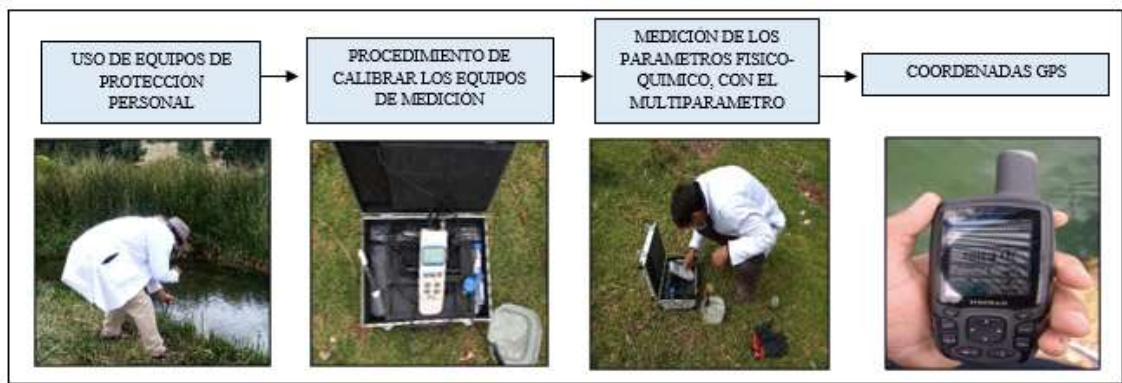 USO DE EQUIPOS DE
PROTECCIÓN
PERSONAL
PROCEDIMIENTO DE
CALIBRAR LOS EQUIPOS
DE MEDICIÓN
MEDICIÓN DE LOS
PARAMETROS FISICO-
QUIMICO, CON EL
MULTIPARAMETRO
COORDENADAS GPS
GARMIN